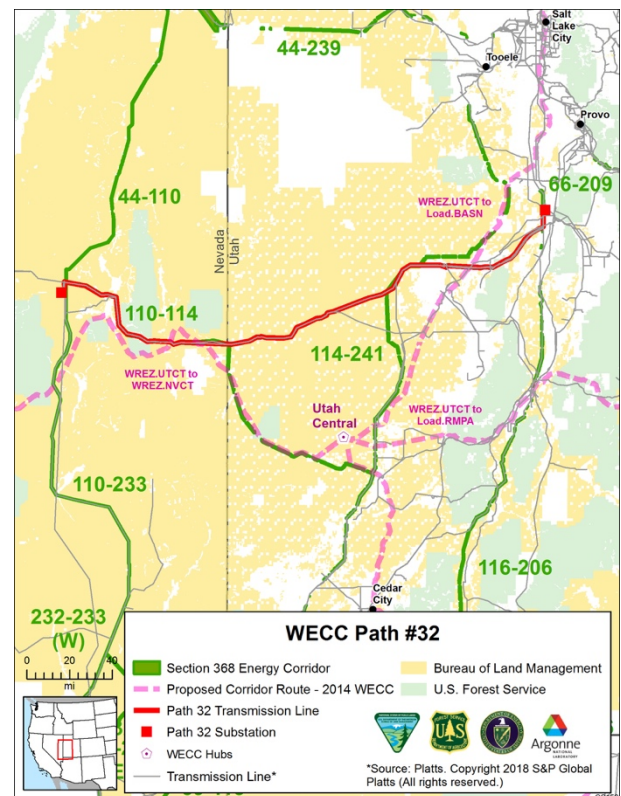 Salt
Lake
City
44-239
Tooele
Provo
66-209
44-110
WREZ.UTCT to
Load.BASN
Nevada
Utah
110-114
114-241
WREZ.UTCT to
WREZ.NVCT
Utah
Central
WREZ.UTCT to
Load.RMPA
110-233
116-206
Cedar
City
232-233
(W)
0 20 40
mi
WECC Path #32
Section 368 Energy Corridor
Proposed Corridor Route - 2014 WECC
Path 32 Transmission Line
Path 32 Substation
WECC Hubs
Transmission Line*
Bureau of Land Management
U.S. Forest Service
U S
Argonne
NATIONAL LABORATORY
*Source: Platts. Copyright 2018 S&P Global
Platts (All rights reserved.)